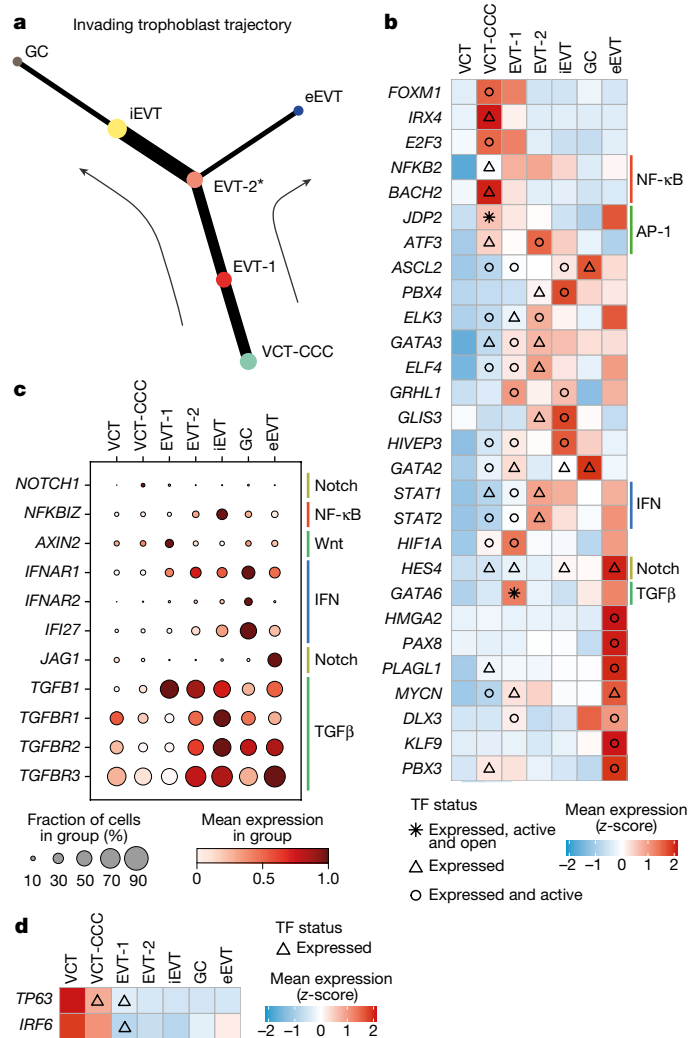 a
Invading trophoblast trajectory
GC
iEVT
eEVT
EVT-2*
EVT-1
VCT-CCC
b
VCT
VCT-CCC
EVT-1
EVT-2
iEVT
GC
eEVT
FOXM1
IRX4
E2F3
NFKB2
BACH2
NF-κB
JDP2
ATF3
AP-1
ASCL2
PBX4
ELK3
GATA3
ELF4
GRHL1
GLIS3
HIVEP3
GATA2
STAT1
STAT2
IFN
HIF1A
HES4
Notch
GATA6
TGFβ
HMGA2
PAX8
PLAGL1
MYCN
DLX3
KLF9
PBX3
TF status
Expressed, active
and open
Expressed
Expressed and active
Mean expression
(z-score)
−2 −1 0 1 2
c
VCT
VCT-CCC
EVT-1
EVT-2
iEVT
GC
eEVT
NOTCH1
Notch
NFKBIZ
NF-κB
AXIN2
Wnt
IFNAR1
IFNAR2
IFI27
IFN
JAG1
Notch
TGFB1
TGFBR1
TGFBR2
TGFBR3
TGFβ
Fraction of cells
in group (%)
10 30 50 70 90
Mean expression
in group
0 0.5 1.0
d
VCT
VCT-CCC
EVT-1
EVT-2
iEVT
GC
eEVT
TP63
IRF6
TF status
Expressed
Mean expression
(z-score)
−2 −1 0 1 2